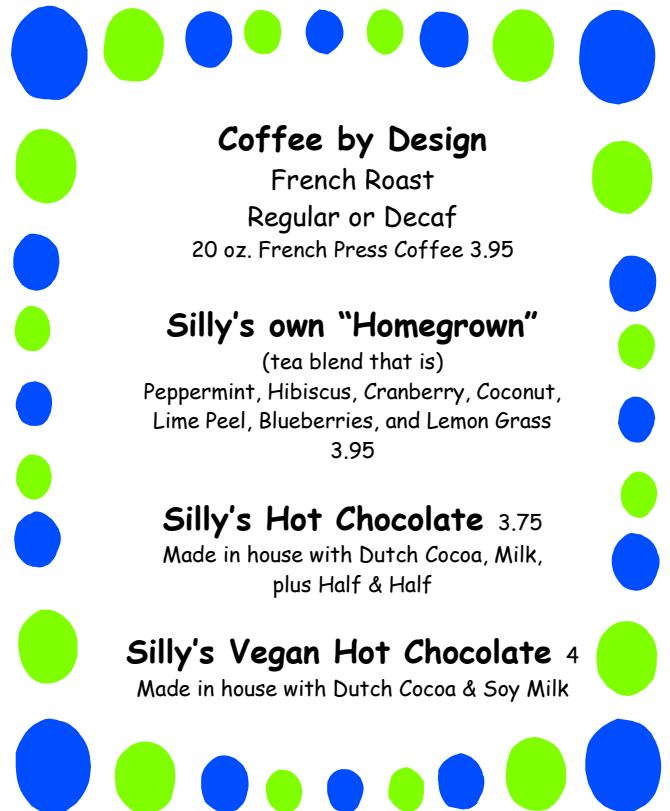 Coffee by Design
French Roast
Regular or Decaf
20 oz. French Press Coffee 3.95
Silly's own “Homegrown”
(tea blend that is)
Peppermint, Hibiscus, Cranberry, Coconut,
Lime Peel, Blueberries, and Lemon Grass
3.95
Silly's Hot Chocolate 3.75
Made in house with Dutch Cocoa, Milk,
plus Half & Half
Silly's Vegan Hot Chocolate 4
Made in house with Dutch Cocoa & Soy Milk